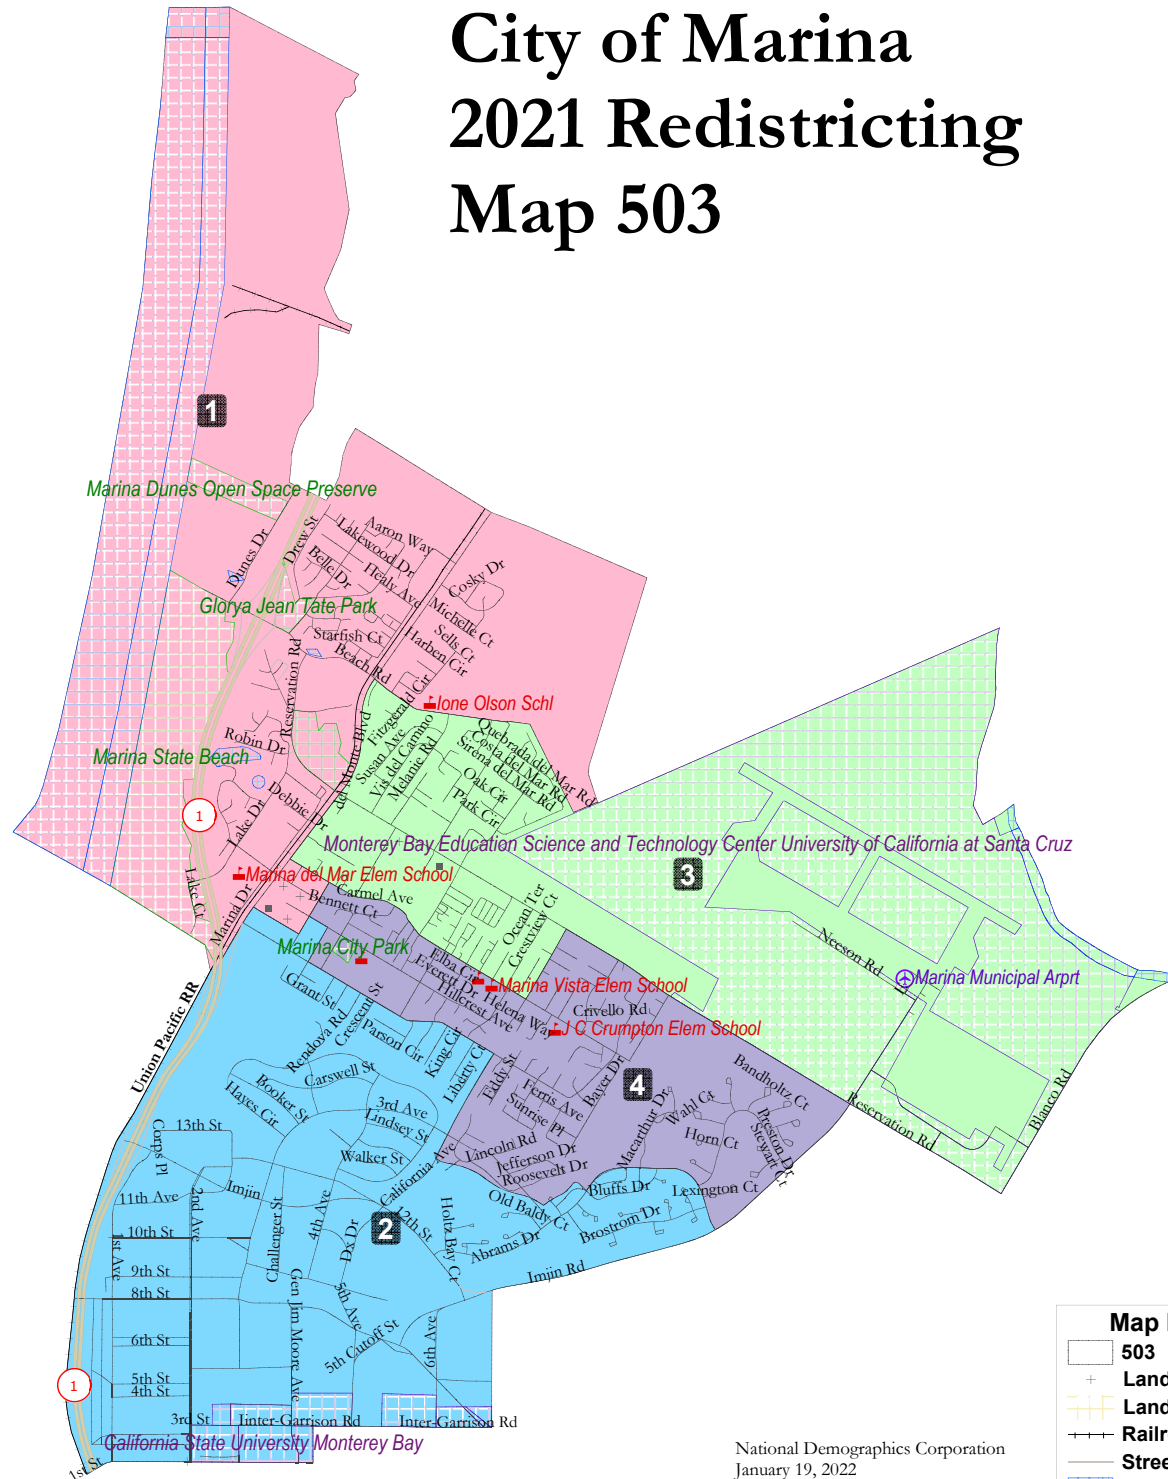 City of Marina
2021 Redistricting
Map 503
1
Marina Dunes Open Space Preserve
Dunes Dr
Drew St
Aaron Way
Lakewood Dr
Belle Dr
Healy Ave
Cosky Dr
Glorya Jean Tate Park
Michelle Ct
Sells Ct
Harben Cir
Starfish Ct
Beach Rd
Reservation Rd
Ione Olson Schl
Fitzgerald Cir
del Monte Blvd
Susan Ave
Vis del Camino
Melanie Rd
Quebrada del Mar Rd
Costa del Mar Rd
Sirena del Mar Rd
Oak Cir
Park Cir
Robin Dr
Marina State Beach
Debbie Dr
Lake Dr
1
Monterey Bay Education Science and Technology Center University of California at Santa Cruz
3
Marina del Mar Elem School
Lake Ct
Marina Dr
Carmel Ave
Bennett Ct
Ocean Ter
Crestview Ct
Marina City Park
Neeson Rd
Marina Municipal Arprt
Elba Cir
Everett Dr
Hillcrest Ave
Helena Way
Marina Vista Elem School
Crivello Rd
J C Crumpton Elem School
Grant St
Rendova Rd
Crescent St
Parson Cir
King Cir
Liberty Ct
Union Pacific RR
Eddy St
Bayer Dr
4
Bandholtz Ct
Reservation Rd
Blanco Rd
Carswell St
Booker St
Hayes Cir
3rd Ave
Lindsey St
Ferris Ave
Sunrise Pl
Macarthur Dr
Wahl Ct
Horn Ct
Preston Dr
Stewart Ct
13th St
Corps Pl
Walker St
California Ave
Lincoln Rd
Jefferson Dr
Roosevelt Dr
Imjin
11th Ave
2nd Ave
Challenger St
4th Ave
Dx Dr
2
12th St
Holtz Bay Ct
Old Baldy Ct
Bluffs Dr
Lexington Ct
Brostrom Dr
Abrams Dr
Imjin Rd
10th St
1st Ave
9th St
8th St
Gen Jim Moore Ave
5th Ave
5th Cutoff St
6th Ave
6th St
5th St
4th St
1
3rd St
Iinter-Garrison Rd
Inter-Garrison Rd
California State University Monterey Bay
1st St
National Demographics Corporation
January 19, 2022
Map
503
Land
Land
Railr
Stree